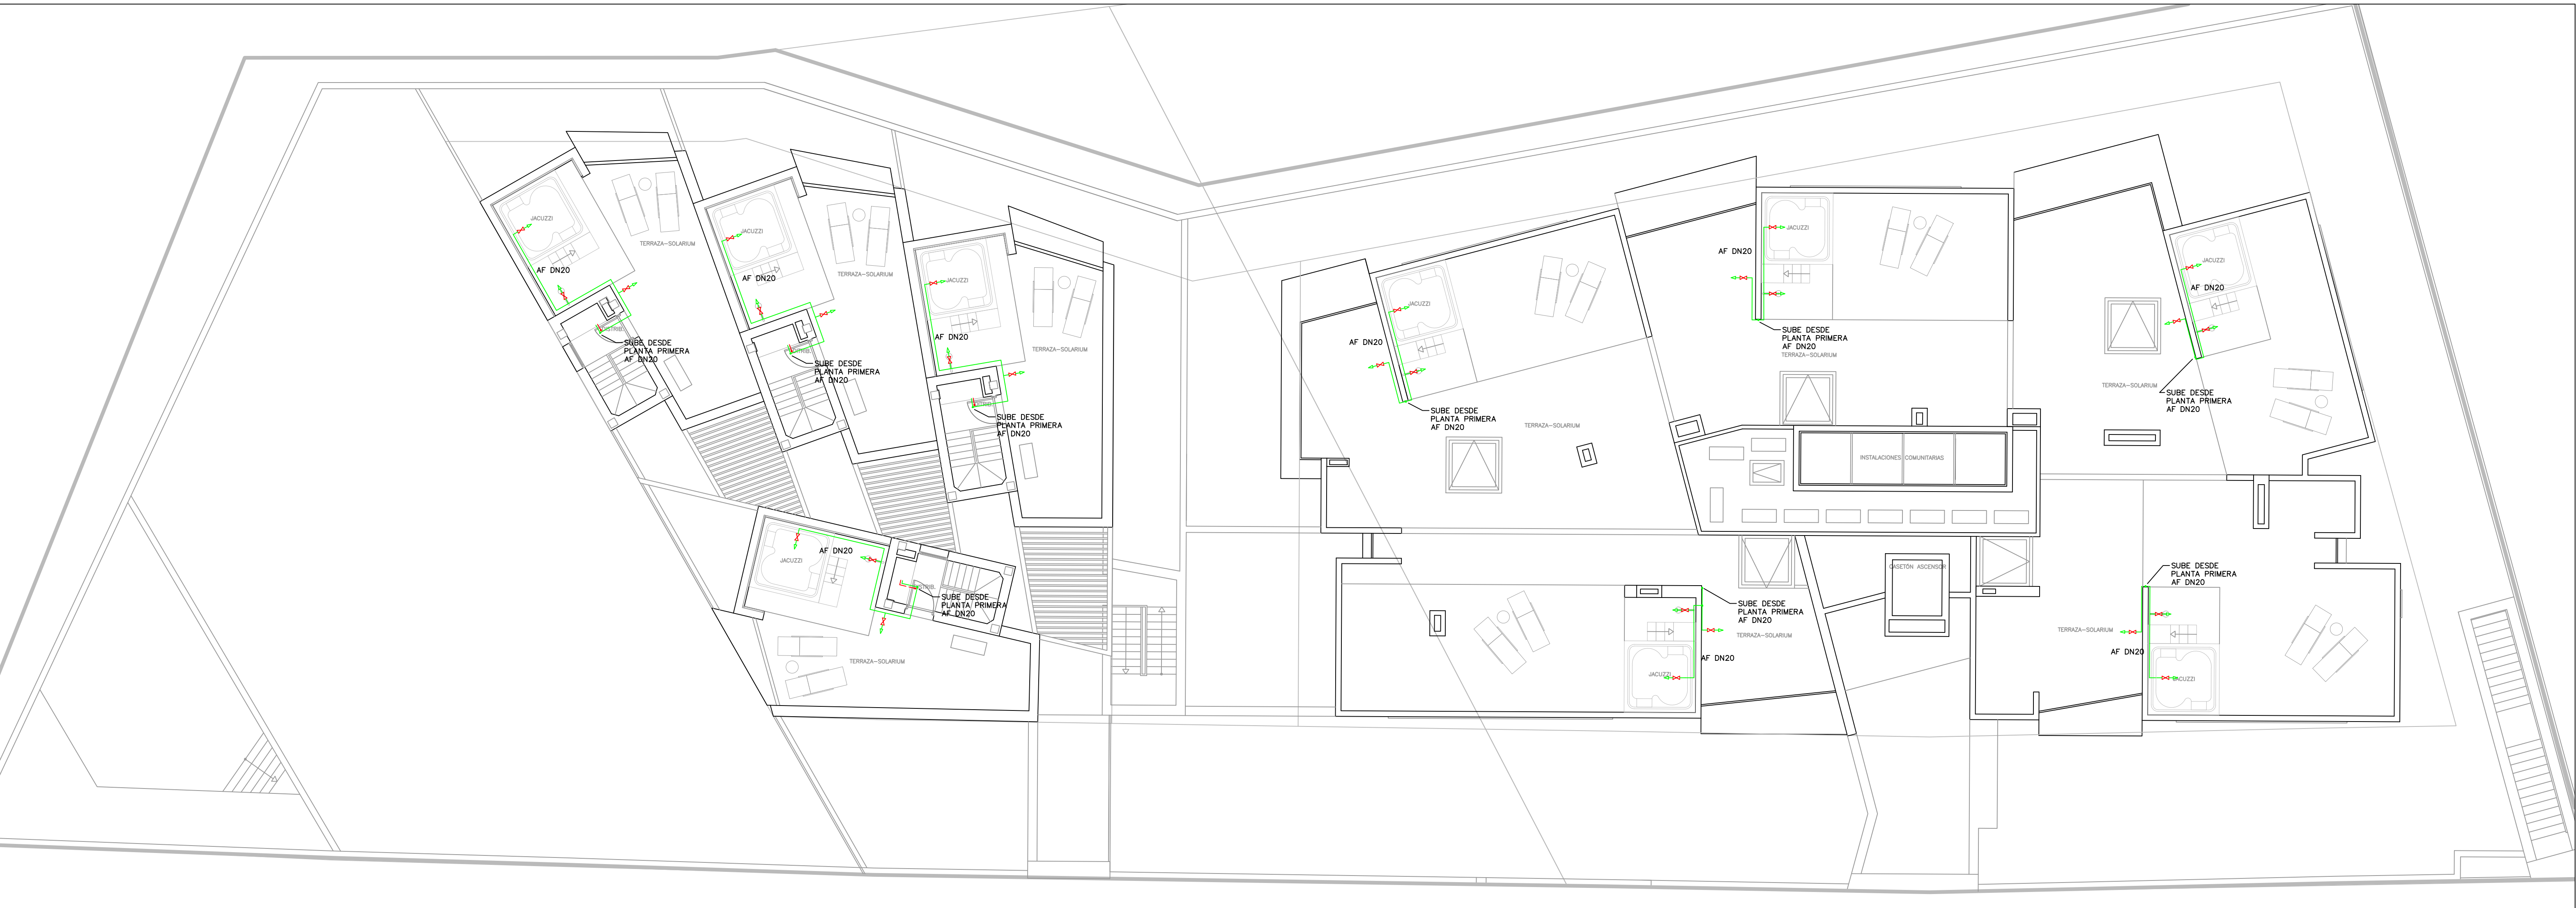 JACUZZI
TERRAZA-SOLARIUM
AF DN20
DISTRIB.
SUBE DESDE
PLANTA PRIMERA
AF DN20
JACUZZI
TERRAZA-SOLARIUM
AF DN20
DISTRIB.
SUBE DESDE
PLANTA PRIMERA
AF DN20
JACUZZI
AF DN20
TERRAZA-SOLARIUM
DISTRIB.
SUBE DESDE
PLANTA PRIMERA
AF DN20
AF DN20
JACUZZI
DISTRIB.
SUBE DESDE
PLANTA PRIMERA
AF DN20
TERRAZA-SOLARIUM
JACUZZI
AF DN20
SUBE DESDE
PLANTA PRIMERA
AF DN20
TERRAZA-SOLARIUM
JACUZZI
AF DN20
SUBE DESDE
PLANTA PRIMERA
AF DN20
TERRAZA-SOLARIUM
JACUZZI
AF DN20
TERRAZA-SOLARIUM
SUBE DESDE
PLANTA PRIMERA
AF DN20
INSTALACIONES COMUNITARIAS
CASETÓN ASCENSOR
SUBE DESDE
PLANTA PRIMERA
AF DN20
TERRAZA-SOLARIUM
AF DN20
JACUZZI
SUBE DESDE
PLANTA PRIMERA
AF DN20
TERRAZA-SOLARIUM
AF DN20
JACUZZI